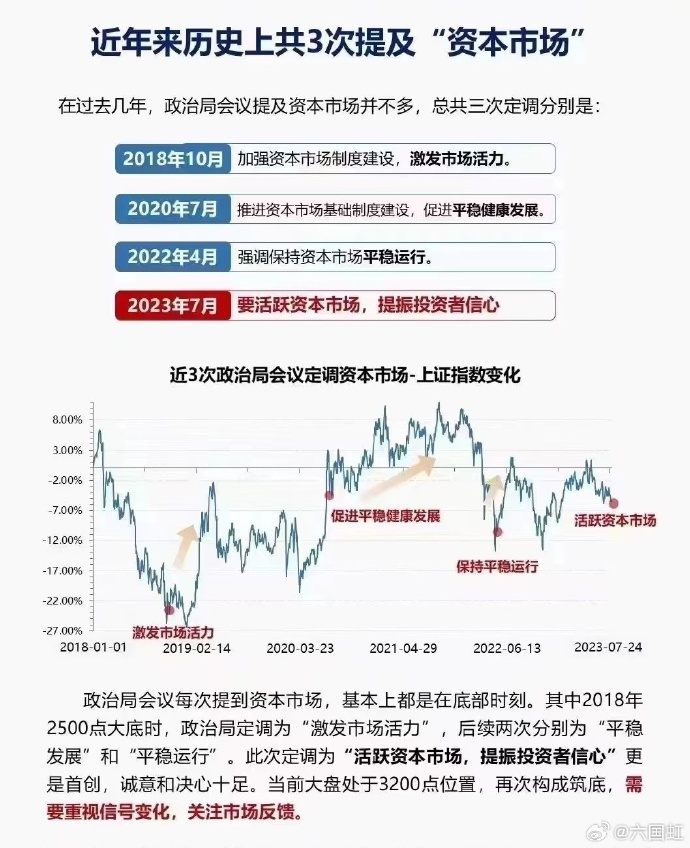 近年来历史上共3次提及“资本市场”
在过去几年，政治局会议提及资本市场并不多，总共三次定调分别是：
2018年10月 加强资本市场制度建设，激发市场活力。
2020年7月 推进资本市场基础制度建设，促进平稳健康发展。
2022年4月 强调保持资本市场平稳运行。
2023年7月 要活跃资本市场，提振投资者信心
近3次政治局会议定调资本市场-上证指数变化
8.00%
3.00%
-2.00%
-7.00%
-12.00%
-17.00%
-22.00%
-27.00%
促进平稳健康发展
活跃资本市场
保持平稳运行
激发市场活力
2018-01-01 2019-02-14 2020-03-23 2021-04-29 2022-06-13 2023-07-24
政治局会议每次提到资本市场，基本上都是在底部时刻。其中2018年
2500点大底时，政治局定调为“激发市场活力”，后续两次分别为“平稳
发展”和“平稳运行”。此次定调为“活跃资本市场，提振投资者信心”更
是首创，诚意和决心十足。当前大盘处于3200点位置，再次构成筑底，需
要重视信号变化，关注市场反馈。
@六国虹